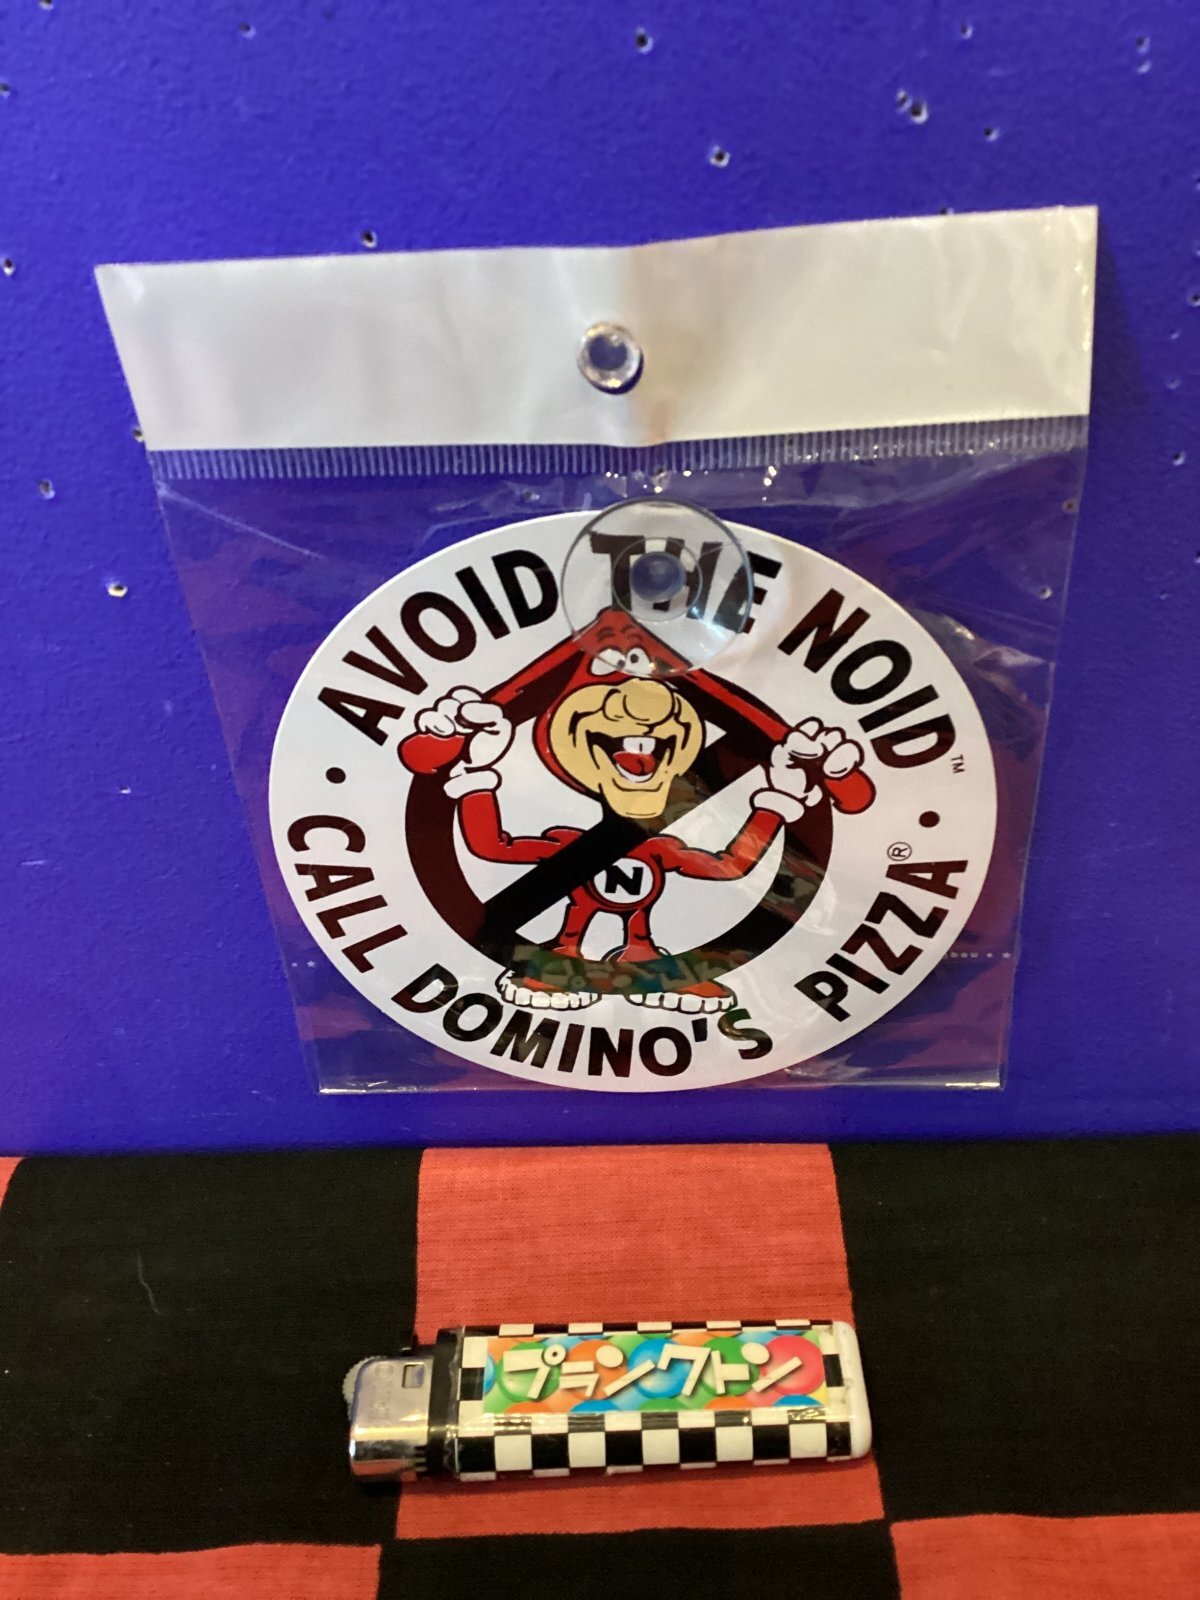 • AVOID THE NOID™ •
CALL DOMINO'S PIZZA®
N
プランクトン